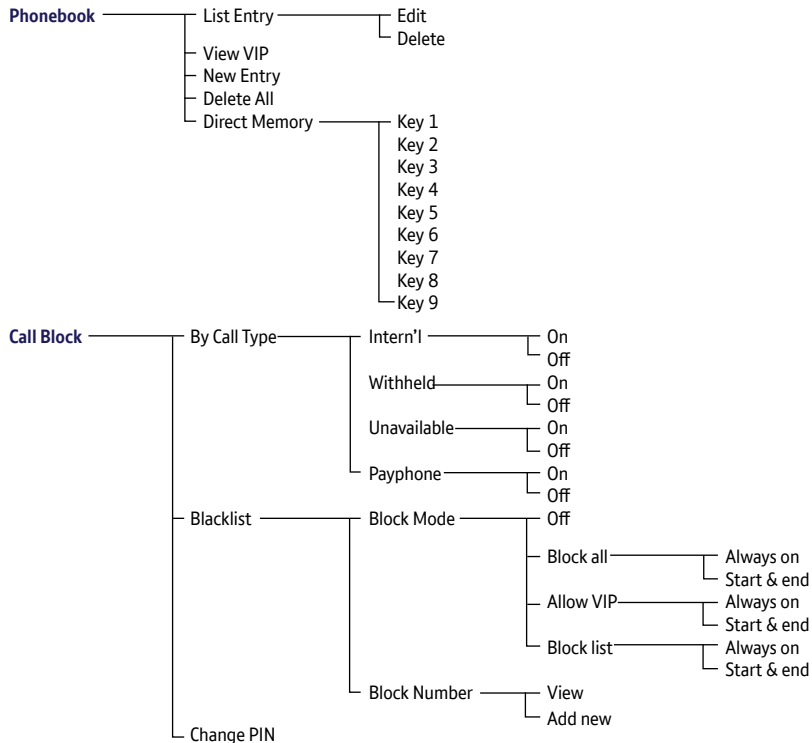 Phonebook List Entry Edit
Delete
View VIP
New Entry
Delete All
Direct Memory Key 1
Key 2
Key 3
Key 4
Key 5
Key 6
Key 7
Key 8
Key 9
Call Block By Call Type Intern'l On
Off
Withheld On
Off
Unavailable On
Off
Payphone On
Off
Blacklist Block Mode Off
Block all Always on
Start & end
Allow VIP Always on
Start & end
Block list Always on
Start & end
Block Number View
Add new
Change PIN